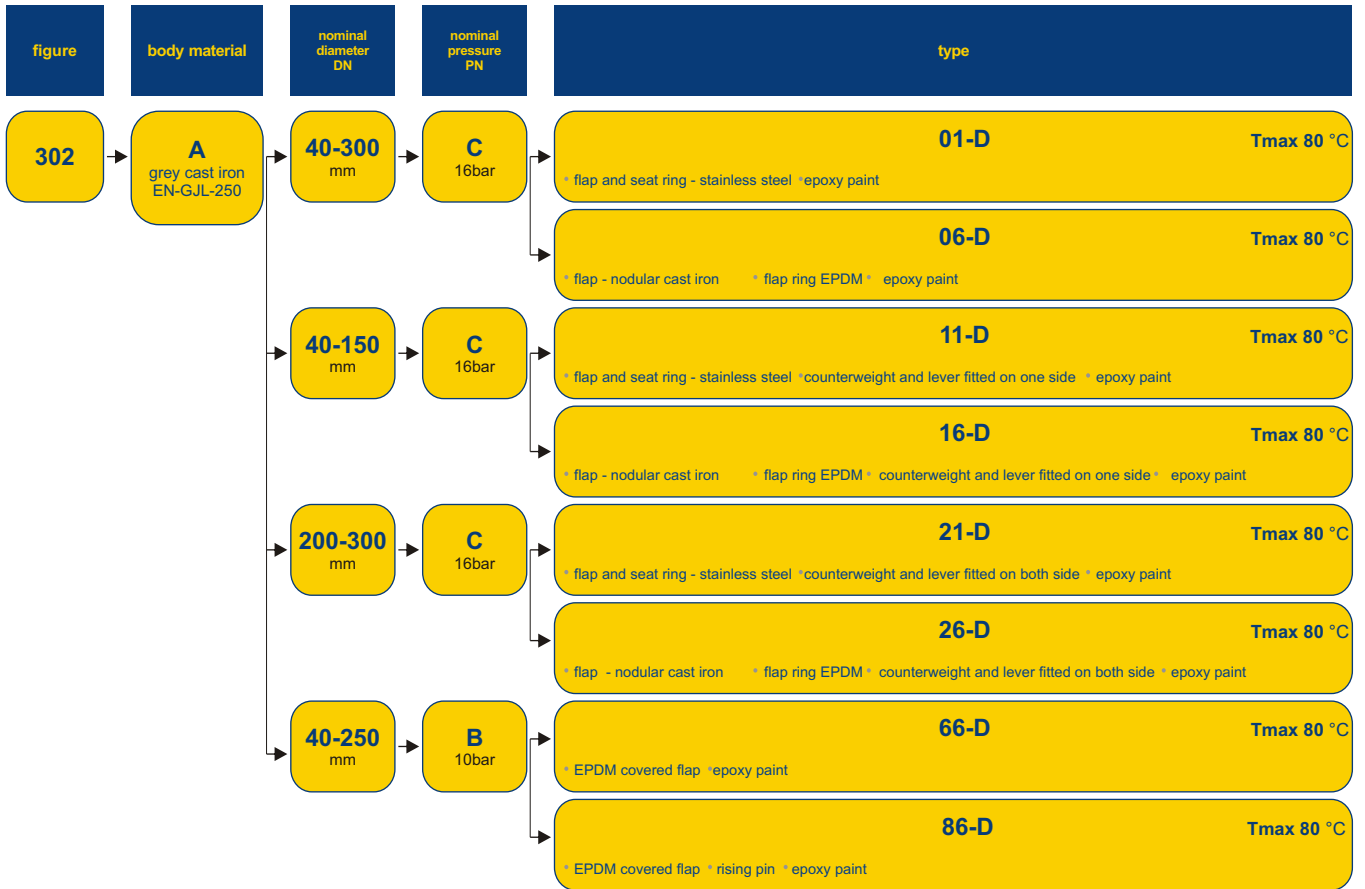 figure
body material
nominal
diameter
DN
nominal
pressure
PN
type
302
A
grey cast iron
EN-GJL-250
40-300
mm
C
16bar
01-D Tmax 80 °C
* flap and seat ring - stainless steel *epoxy paint
06-D Tmax 80 °C
* flap - nodular cast iron * flap ring EPDM * epoxy paint
40-150
mm
C
16bar
11-D Tmax 80 °C
* flap and seat ring - stainless steel *counterweight and lever fitted on one side * epoxy paint
16-D Tmax 80 °C
* flap - nodular cast iron * flap ring EPDM * counterweight and lever fitted on one side * epoxy paint
200-300
mm
C
16bar
21-D Tmax 80 °C
* flap and seat ring - stainless steel *counterweight and lever fitted on both side * epoxy paint
26-D Tmax 80 °C
* flap - nodular cast iron * flap ring EPDM * counterweight and lever fitted on both side * epoxy paint
40-250
mm
B
10bar
66-D Tmax 80 °C
* EPDM covered flap *epoxy paint
86-D Tmax 80 °C
* EPDM covered flap * rising pin * epoxy paint